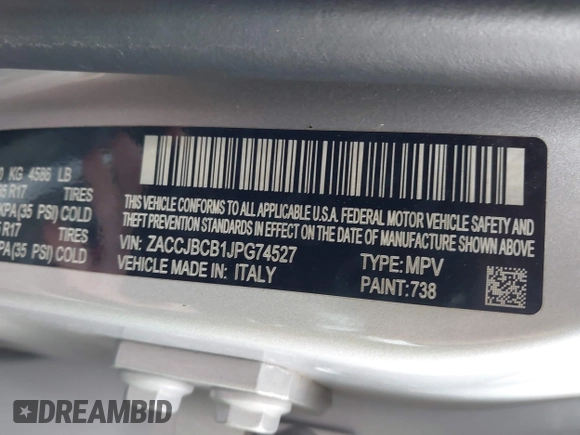 KG 4586 LB
R17 TIRES
KPA(35 PSI) COLD
R17 TIRES
KPA(35 PSI) COLD
THIS VEHICLE CONFORMS TO ALL APPLICABLE U.S.A. FEDERAL MOTOR VEHICLE SAFETY AND
THEFT PREVENTION STANDARDS IN EFFECT ON THE DATE OF MANUFACTURE SHOWN ABOVE.
VIN: ZACCJBCB1JPG74527 TYPE: MPV
VEHICLE MADE IN: ITALY PAINT:738
DREAMBID